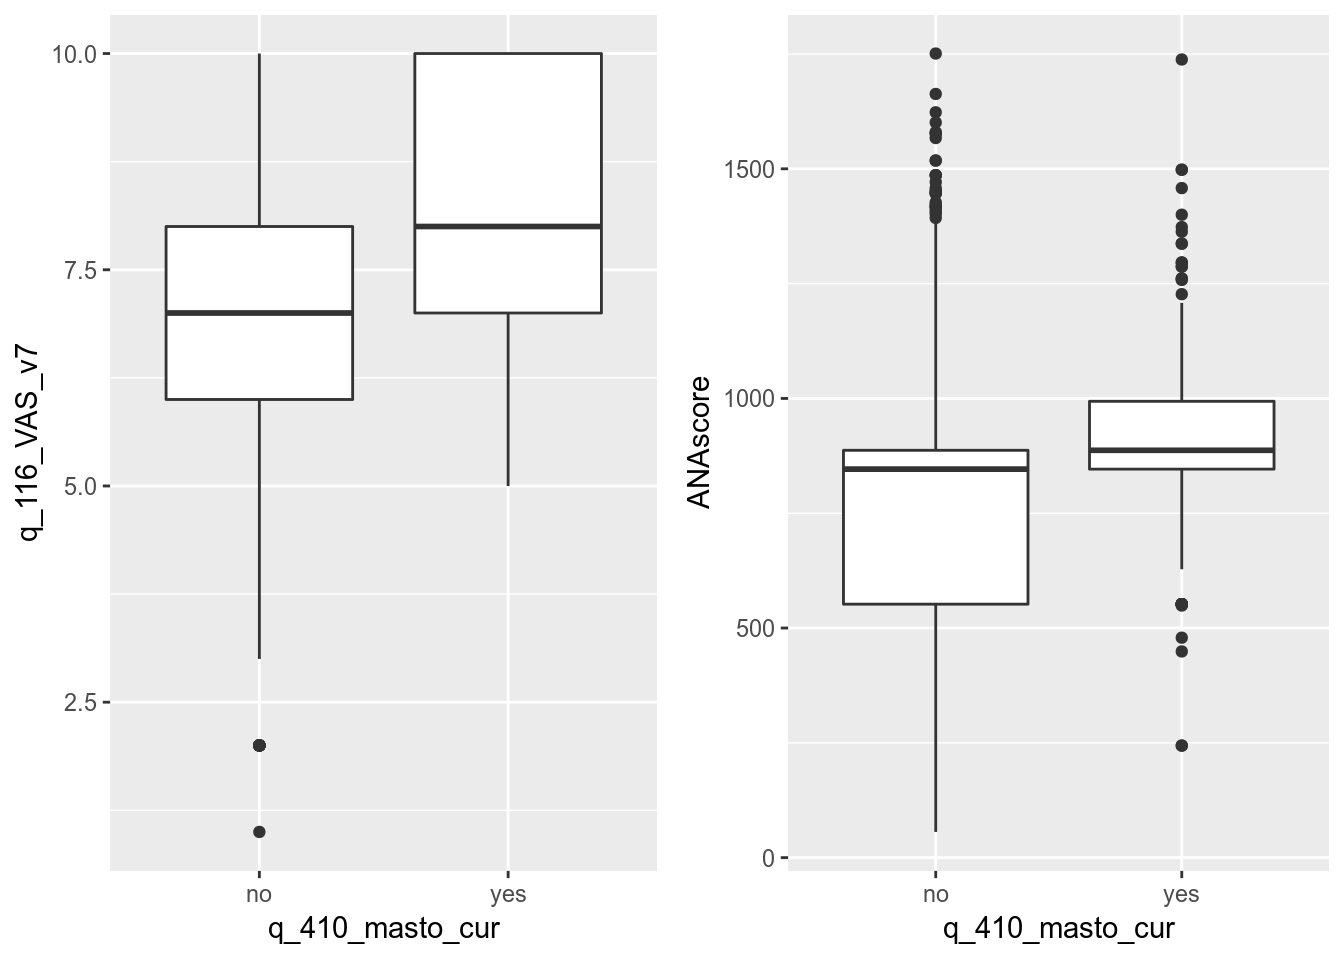 10.0
7.5
5.0
2.5
q_116_VAS_v7
no yes
q_410_masto_cur
1500
1000
500
0
ANAscore
no yes
q_410_masto_cur